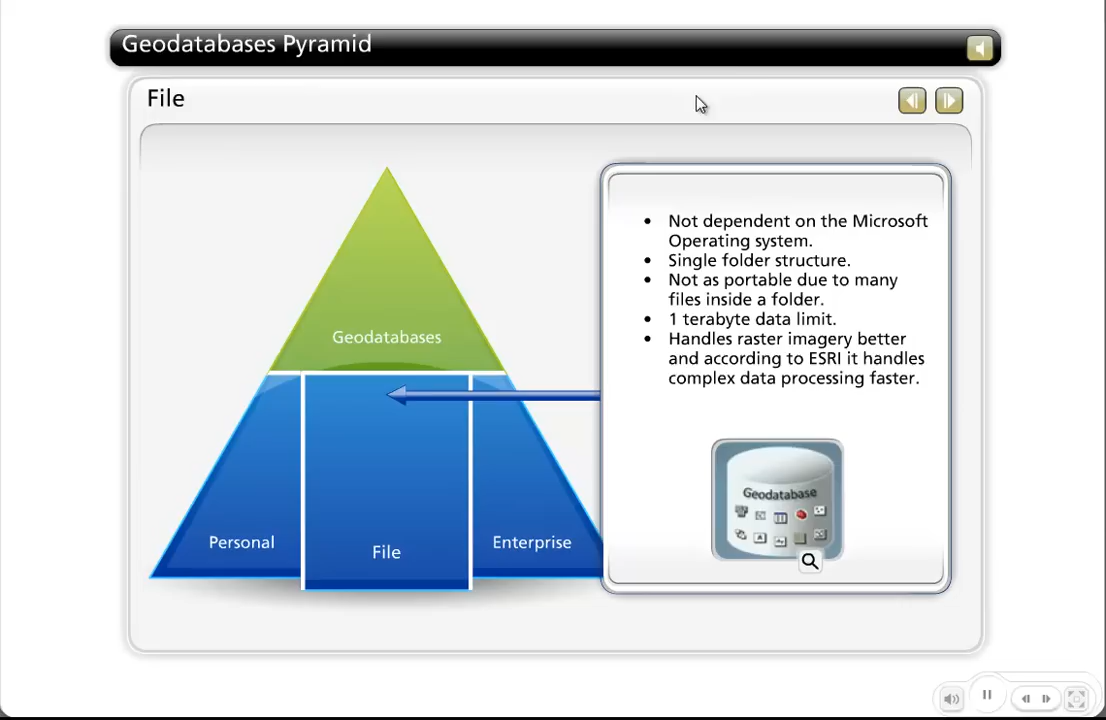 Geodatabases Pyramid
File
Geodatabases
Personal
File
Enterprise
• Not dependent on the Microsoft
Operating system.
• Single folder structure.
• Not as portable due to many
files inside a folder.
• 1 terabyte data limit.
• Handles raster imagery better
and according to ESRI it handles
complex data processing faster.
Geodatabase